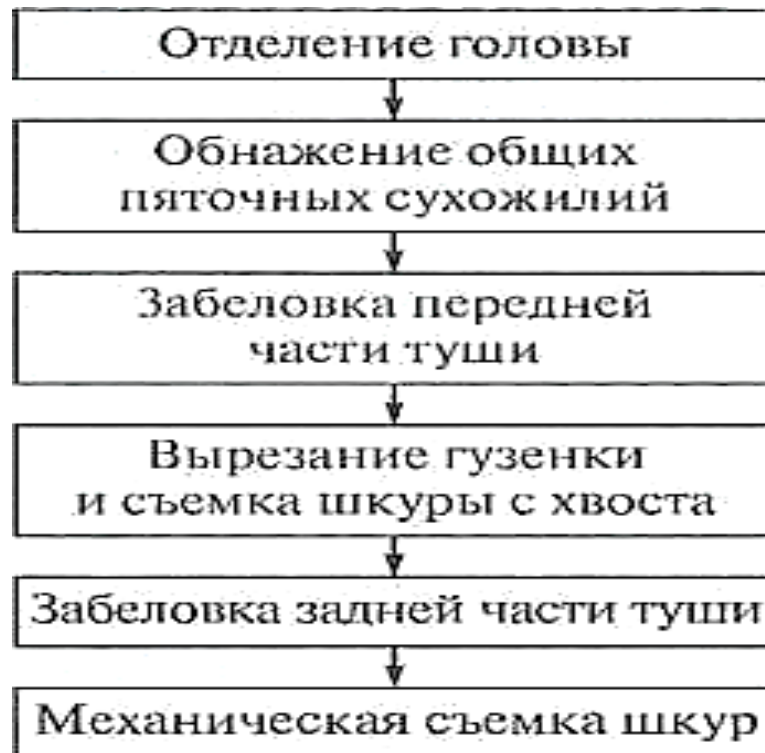 Отделение головы
Обнажение общих
пяточных сухожилий
Забеловка передней
части туши
Вырезание гузенки
и съемка шкуры с хвоста
Забеловка задней части туши
Механическая съемка шкур